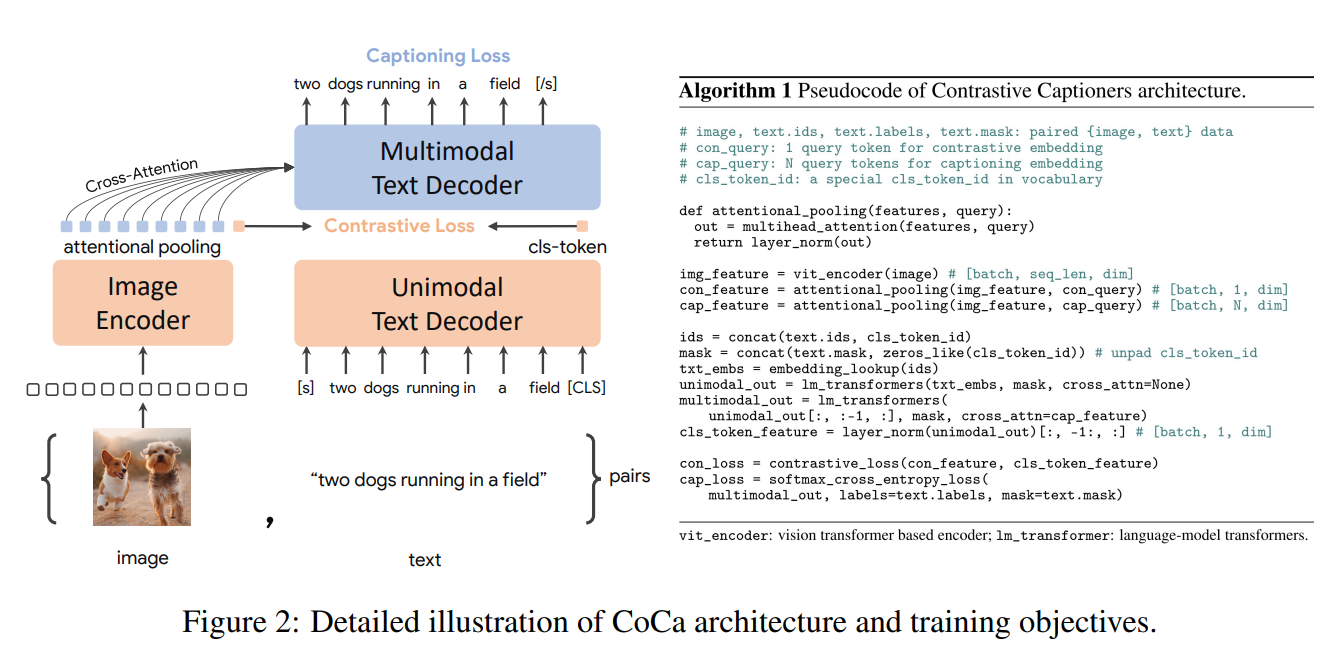 Captioning Loss
two dogs running in a field [/s]
Multimodal
Text Decoder
Cross-Attention
Contrastive Loss
attentional pooling
cls-token
Image
Encoder
Unimodal
Text Decoder
[s] two dogs running in a field [CLS]
“two dogs running in a field”
pairs
,
image
text
Algorithm 1 Pseudocode of Contrastive Captioners architecture.
# image, text.ids, text.labels, text.mask: paired {image, text} data
# con_query: 1 query token for contrastive embedding
# cap_query: N query tokens for captioning embedding
# cls_token_id: a special cls_token_id in vocabulary
def attentional_pooling(features, query):
  out = multihead_attention(features, query)
  return layer_norm(out)
img_feature = vit_encoder(image) # [batch, seq_len, dim]
con_feature = attentional_pooling(img_feature, con_query) # [batch, 1, dim]
cap_feature = attentional_pooling(img_feature, cap_query) # [batch, N, dim]
ids = concat(text.ids, cls_token_id)
mask = concat(text.mask, zeros_like(cls_token_id)) # unpad cls_token_id
txt_embs = embedding_lookup(ids)
unimodal_out = lm_transformers(txt_embs, mask, cross_attn=None)
multimodal_out = lm_transformers(
    unimodal_out[:, :-1, :], mask, cross_attn=cap_feature)
cls_token_feature = layer_norm(unimodal_out)[:, -1:, :] # [batch, 1, dim]
con_loss = contrastive_loss(con_feature, cls_token_feature)
cap_loss = softmax_cross_entropy_loss(
    multimodal_out, labels=text.labels, mask=text.mask)
vit_encoder: vision transformer based encoder; lm_transformer: language-model transformers.
Figure 2: Detailed illustration of CoCa architecture and training objectives.